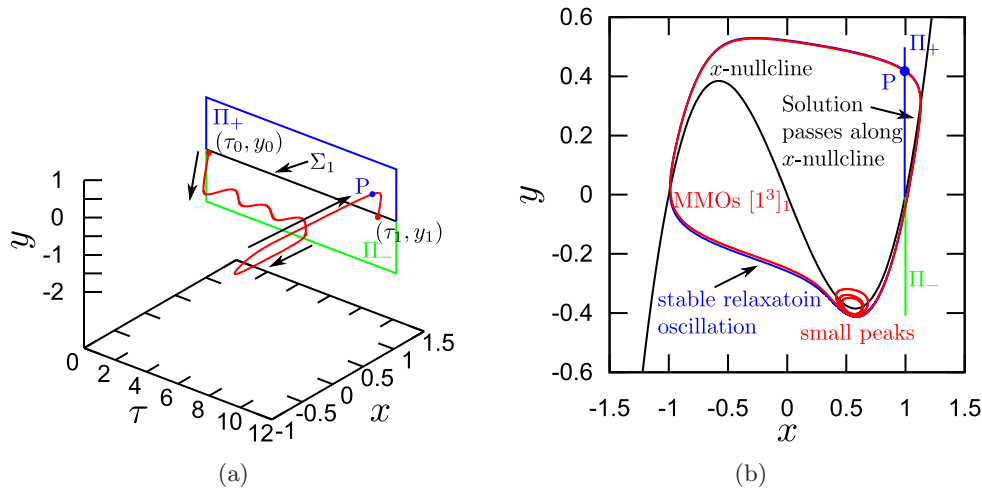 Π₊
(τ₀, y₀)
Σ₁
P
(τ₁, y₁)
Π₋
1
0
-0.5
-1
-2
y
0
2
4
6
8
10
12
τ
-1
-0.5
0
0.5
1
1.5
x
(a)
0.6
0.4
0.2
0
-0.2
-0.4
-0.6
y
Π₊
x-nullcline
P
Solution
passes along
x-nullcline
MMOs [1³]₁
Π₋
stable relaxatoin
oscillation
small peaks
-1.5
-1
-0.5
0
0.5
1
1.5
x
(b)